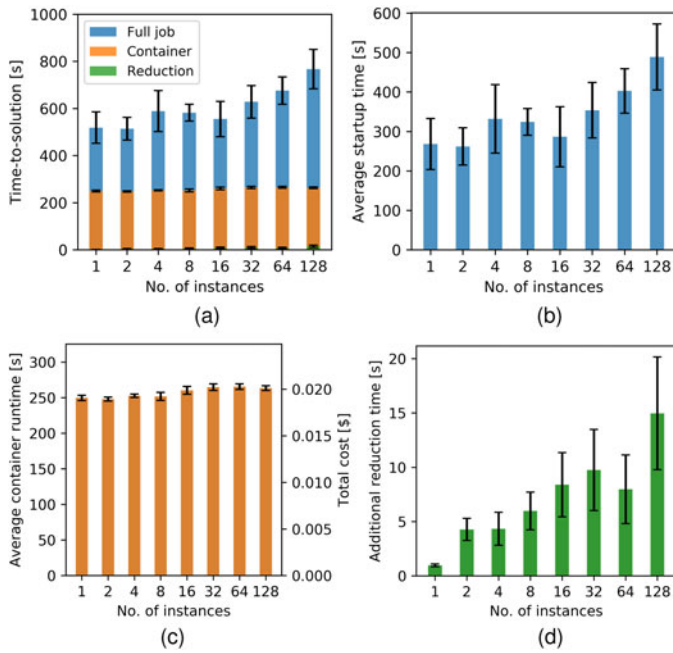 1000
800
600
400
200
0
Time-to-solution [s]
Full job
Container
Reduction
1 2 4 8 16 32 64 128
No. of instances
(a)
600
500
400
300
200
100
0
Average startup time [s]
1 2 4 8 16 32 64 128
No. of instances
(b)
300
250
200
150
100
50
0
Average container runtime [s]
0.020
0.015
0.010
0.005
0.000
Total cost [$]
1 2 4 8 16 32 64 128
No. of instances
(c)
20
15
10
5
0
Additional reduction time [s]
1 2 4 8 16 32 64 128
No. of instances
(d)